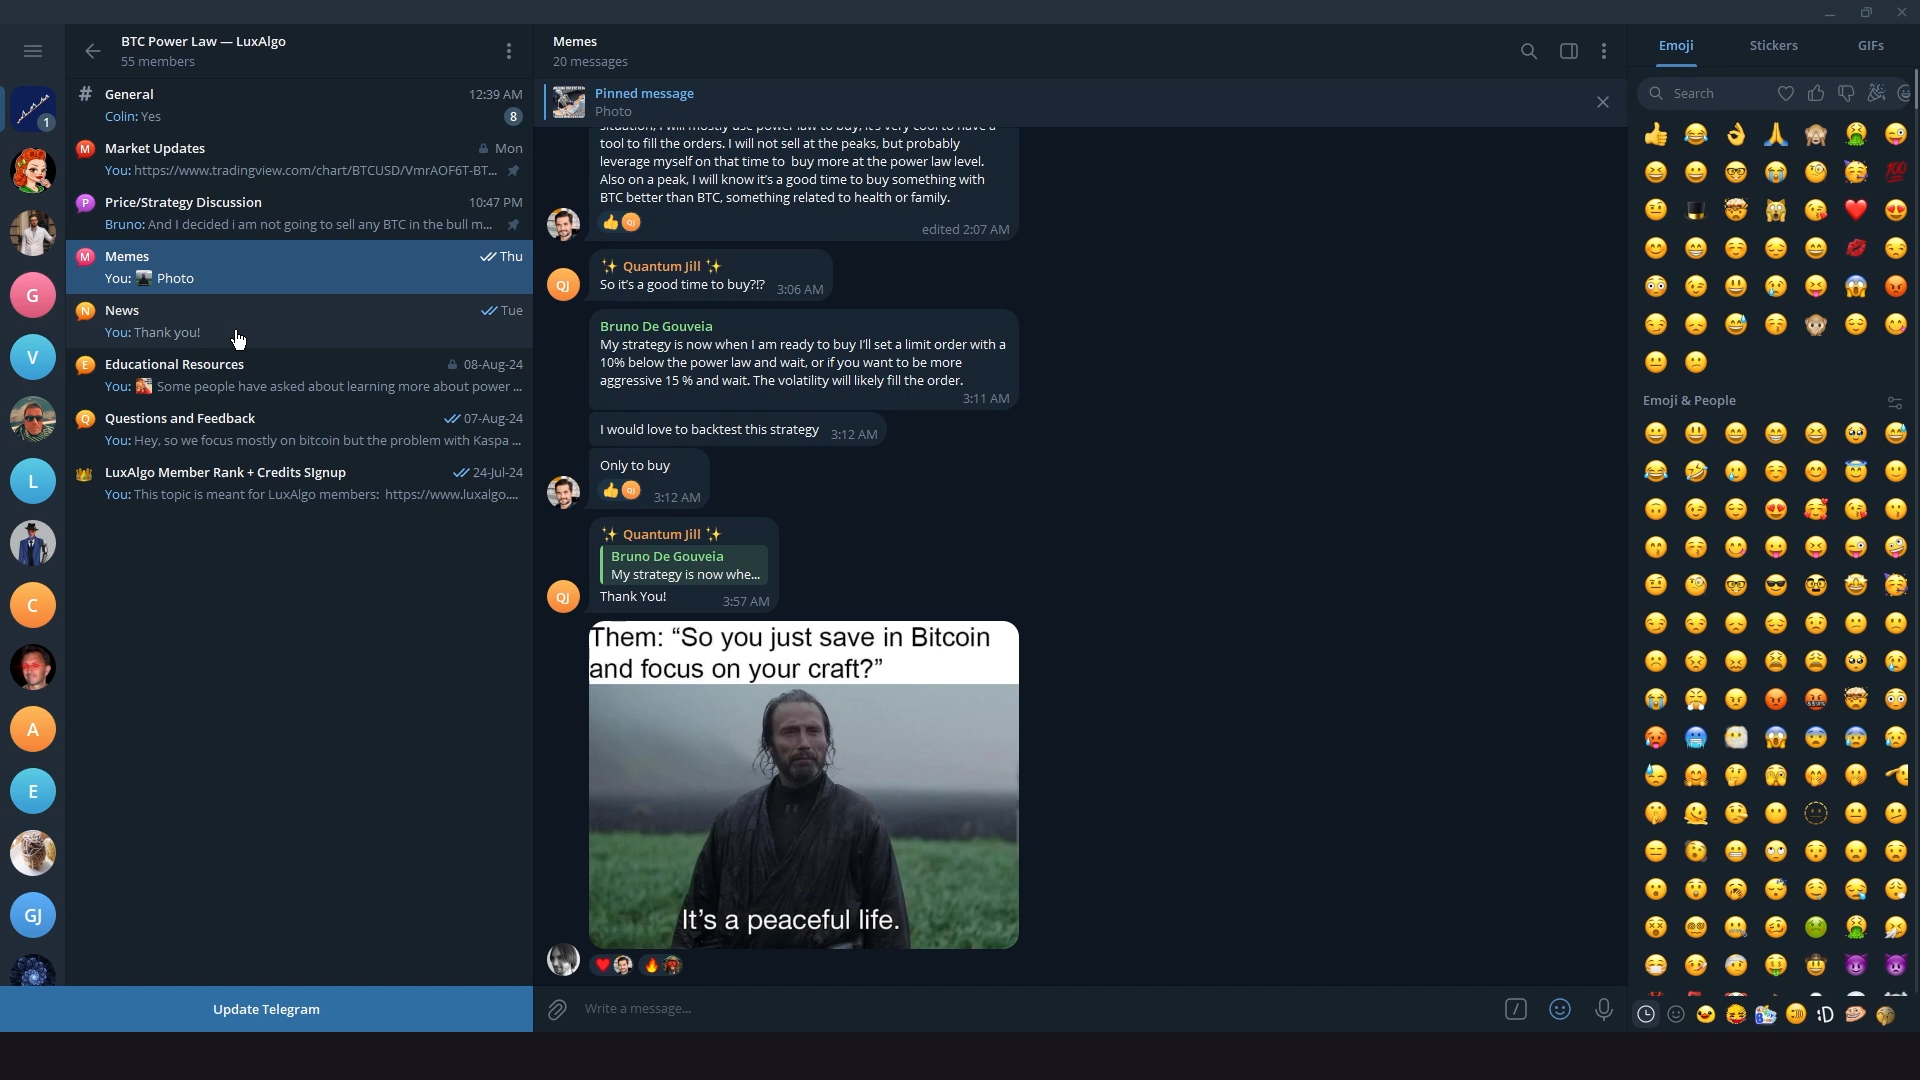 BTC Power Law — LuxAlgo
55 members
1
G
V
L
C
A
E
GJ
# General 12:39 AM
Colin: Yes 8
M Market Updates Mon
You: https://www.tradingview.com/chart/BTCUSD/VmrAOF6T-BT...
P Price/Strategy Discussion 10:47 PM
Bruno: And I decided i am not going to sell any BTC in the bull m...
M Memes Thu
You: Photo
N News Tue
You: Thank you!
E Educational Resources 08-Aug-24
You: Some people have asked about learning more about power ...
Q Questions and Feedback 07-Aug-24
You: Hey, so we focus mostly on bitcoin but the problem with Kaspa ...
LuxAlgo Member Rank + Credits SIgnup 24-Jul-24
You: This topic is meant for LuxAlgo members: https://www.luxalgo....
Update Telegram
Memes
20 messages
Pinned message
Photo
situation, I will mostly use power law to buy, it's very cool to have a
tool to fill the orders. I will not sell at the peaks, but probably
leverage myself on that time to buy more at the power law level.
Also on a peak, I will know it's a good time to buy something with
BTC better than BTC, something related to health or family.
QJ
edited 2:07 AM
✨ Quantum Jill ✨
QJ So it's a good time to buy?!? 3:06 AM
Bruno De Gouveia
My strategy is now when I am ready to buy I'll set a limit order with a
10% below the power law and wait, or if you want to be more
aggressive 15 % and wait. The volatility will likely fill the order.
3:11 AM
I would love to backtest this strategy 3:12 AM
Only to buy
QJ 3:12 AM
✨ Quantum Jill ✨
Bruno De Gouveia
My strategy is now whe...
QJ Thank You! 3:57 AM
Them: “So you just save in Bitcoin
and focus on your craft?”
It's a peaceful life.
Write a message...
Emoji Stickers GIFs
Search
Emoji & People